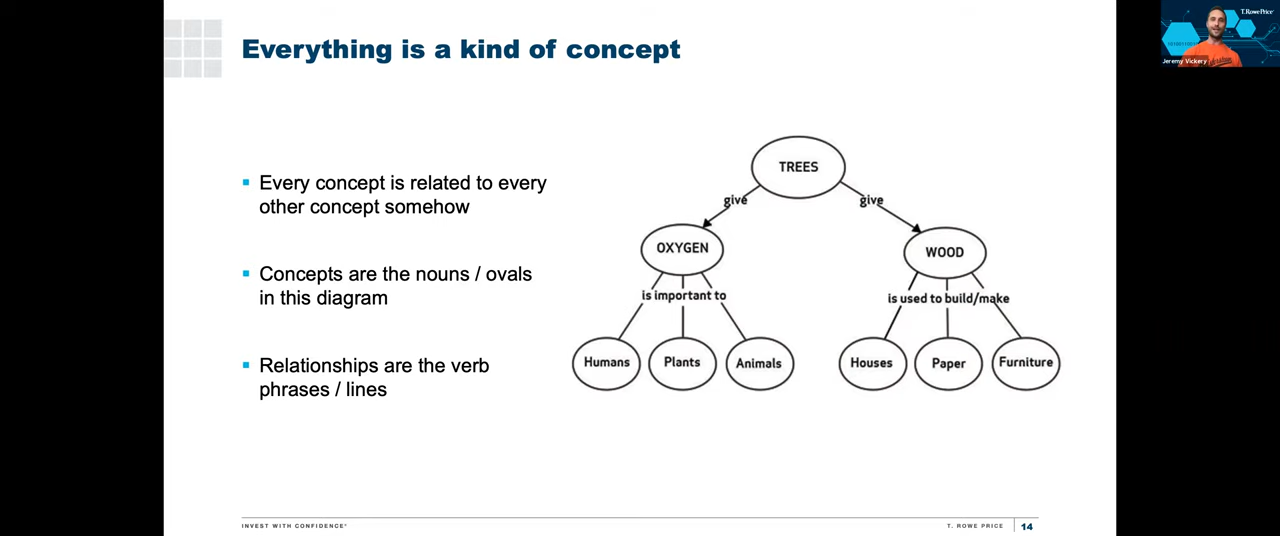 Everything is a kind of concept
T.RowePrice
Jeremy Vickery
Every concept is related to every
other concept somehow
Concepts are the nouns / ovals
in this diagram
Relationships are the verb
phrases / lines
TREES
give
give
OXYGEN
WOOD
is important to
is used to build/make
Humans
Plants
Animals
Houses
Paper
Furniture
INVEST WITH CONFIDENCE®
T. ROWE PRICE
14